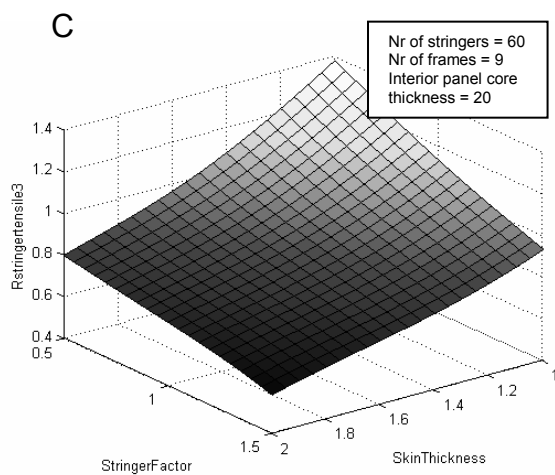 C
Nr of stringers = 60
Nr of frames = 9
Interior panel core
thickness = 20
Rstringertensile3
1.4
1.2
1
0.8
0.6
0.4
0.5
1
1.5
StringerFactor
2
1.8
1.6
1.4
1.2
1
SkinThickness